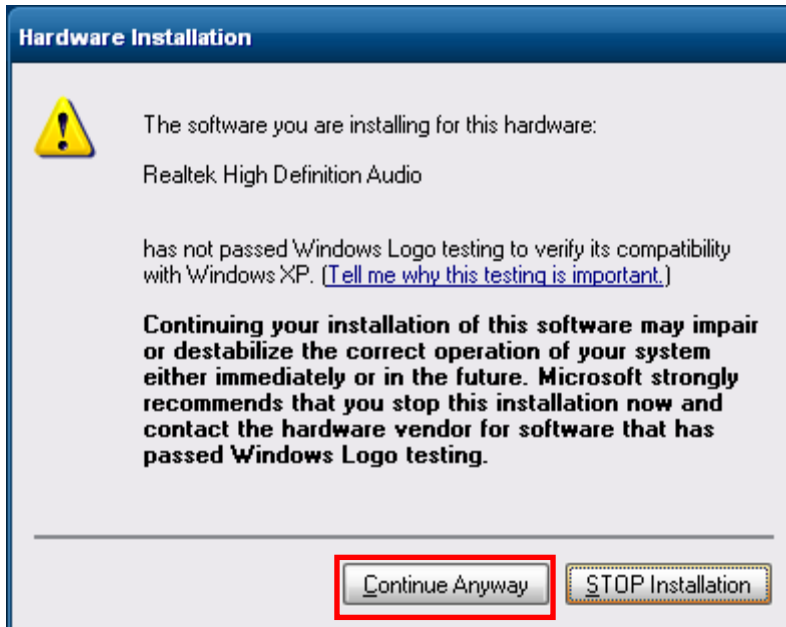 Hardware Installation
The software you are installing for this hardware:
Realtek High Definition Audio
has not passed Windows Logo testing to verify its compatibility
with Windows XP. (Tell me why this testing is important.)
Continuing your installation of this software may impair
or destabilize the correct operation of your system
either immediately or in the future. Microsoft strongly
recommends that you stop this installation now and
contact the hardware vendor for software that has
passed Windows Logo testing.
Continue Anyway
STOP Installation